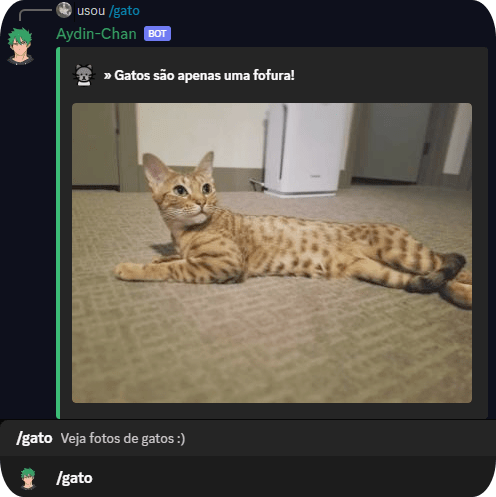 usou /gato
Aydin-Chan BOT
» Gatos são apenas uma fofura!
/gato Veja fotos de gatos :)
/gato